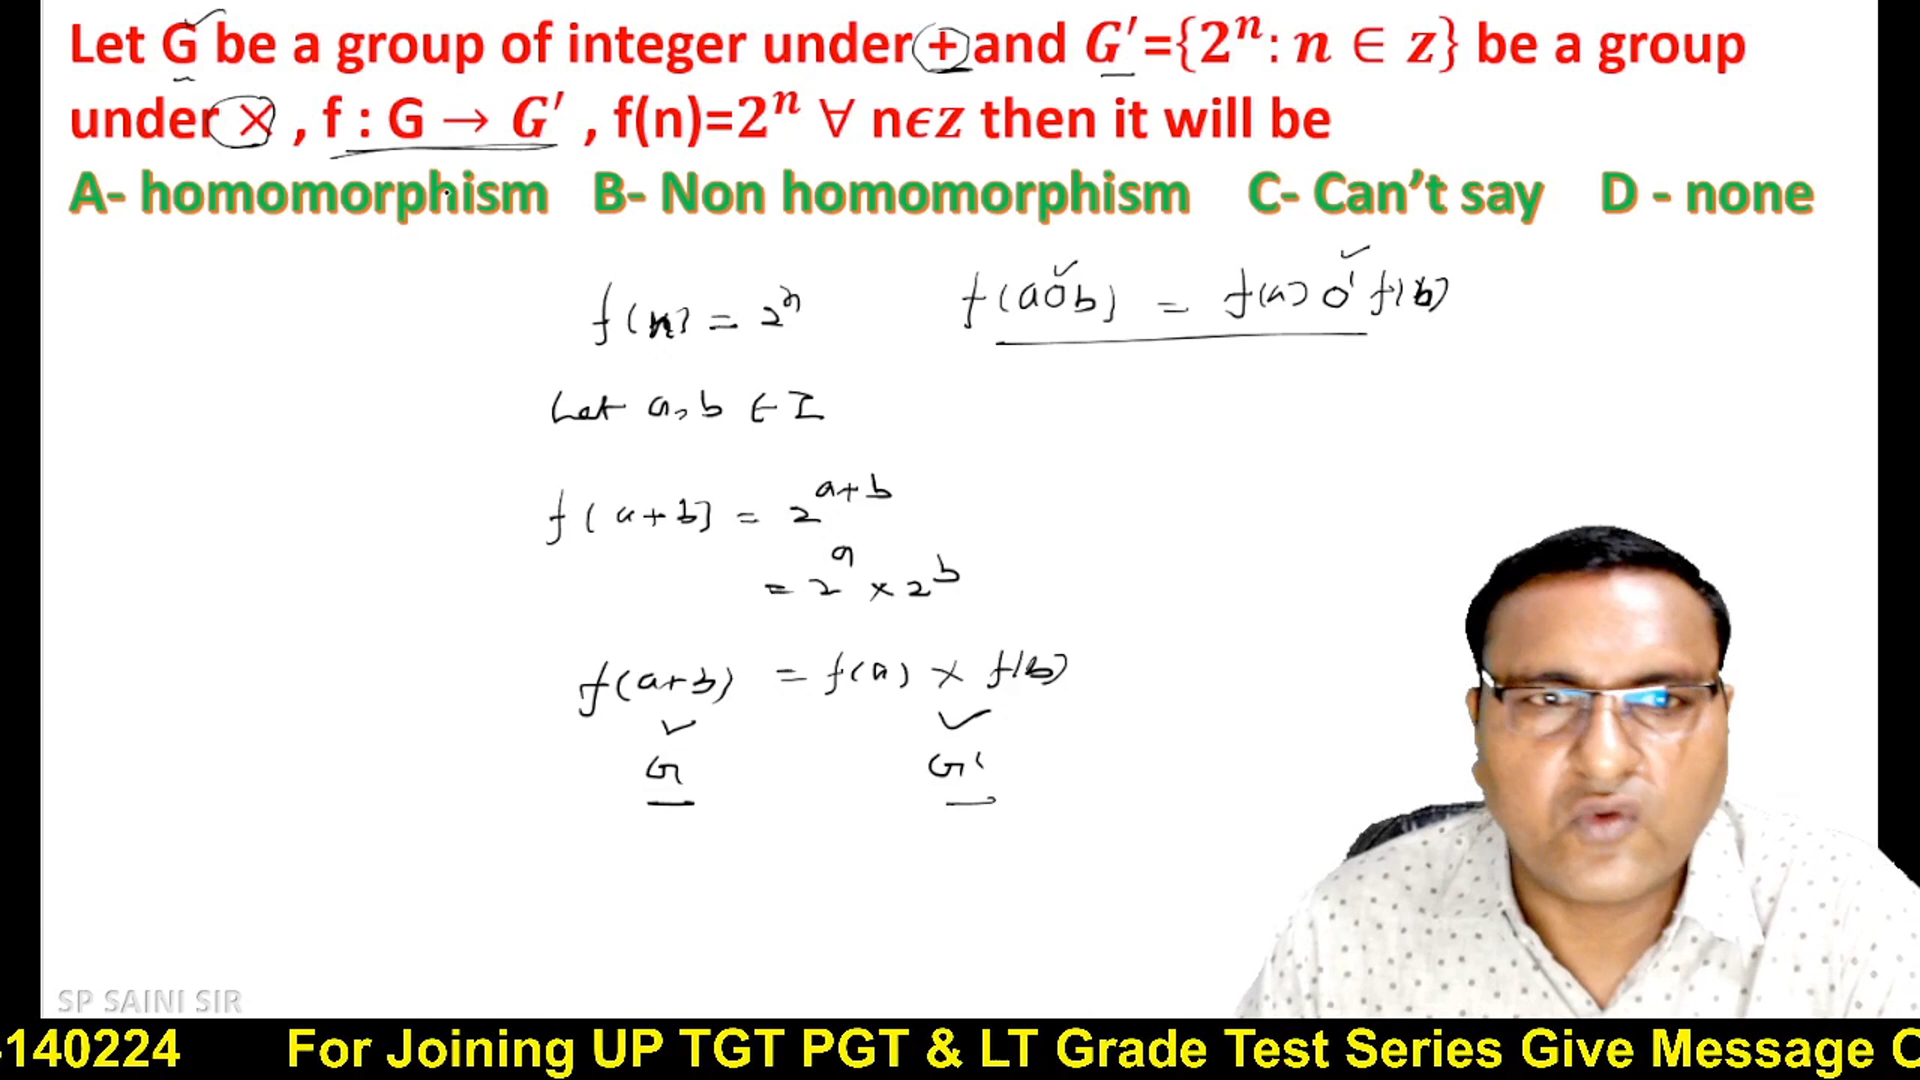 Let G be a group of integer under + and G′={2ⁿ: n ∈ z} be a group
under × , f : G → G′ , f(n)=2ⁿ ∀ nϵz then it will be
A- homomorphism B- Non homomorphism C- Can’t say D - none
f(n) = 2ⁿ f(a o b) = f(a) o' f(b)
Let a, b ∈ I
f(a+b) = 2^{a+b}
= 2^a × 2^b
f(a+b) = f(a) × f(b)
G G'
SP SAINI SIR
140224 For Joining UP TGT PGT & LT Grade Test Series Give Message